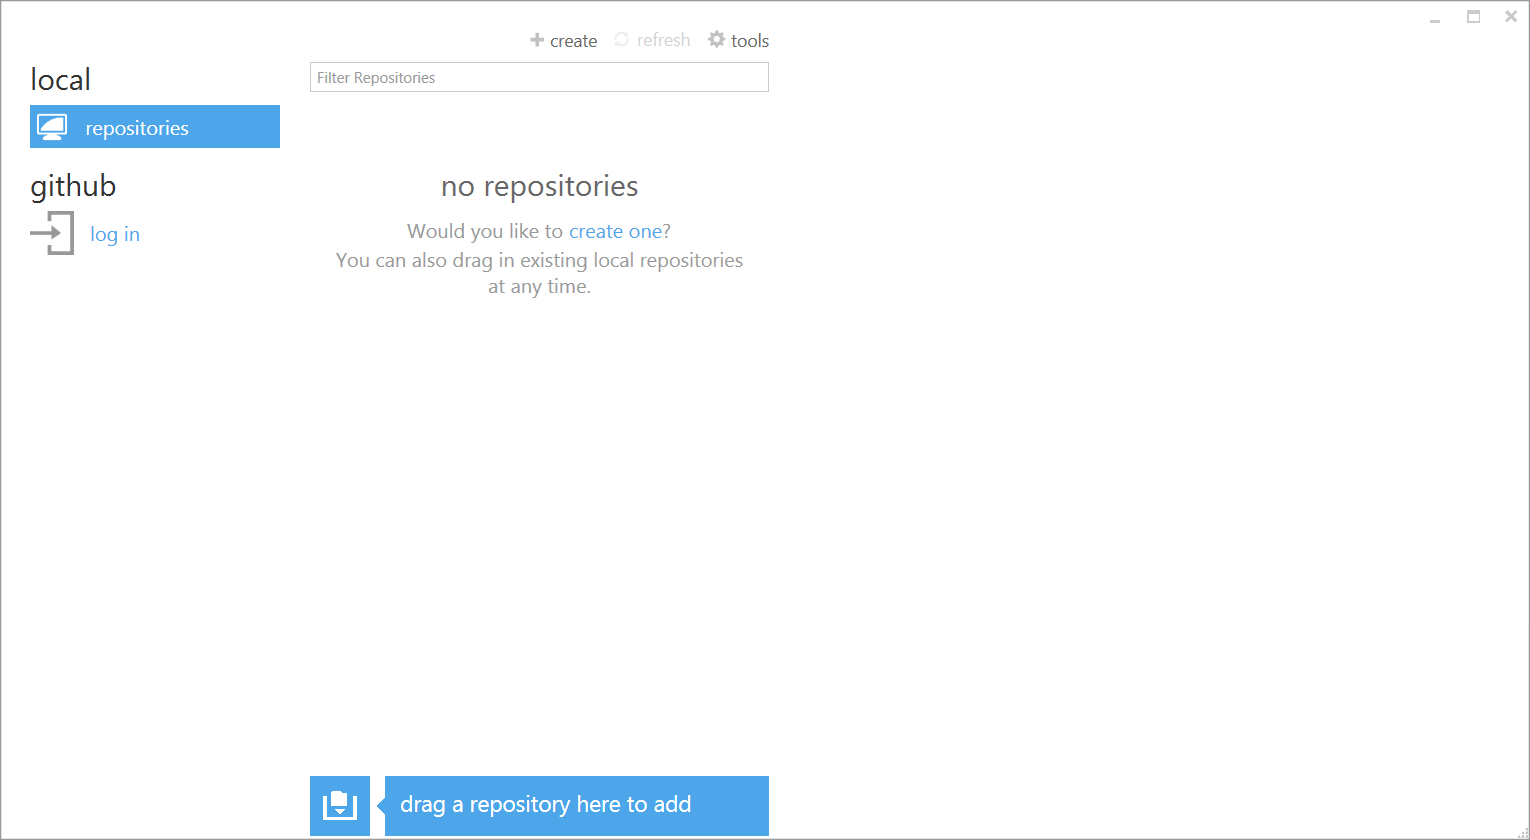 create refresh tools
local
Filter Repositories
repositories
github
log in
no repositories
Would you like to create one?
You can also drag in existing local repositories
at any time.
drag a repository here to add